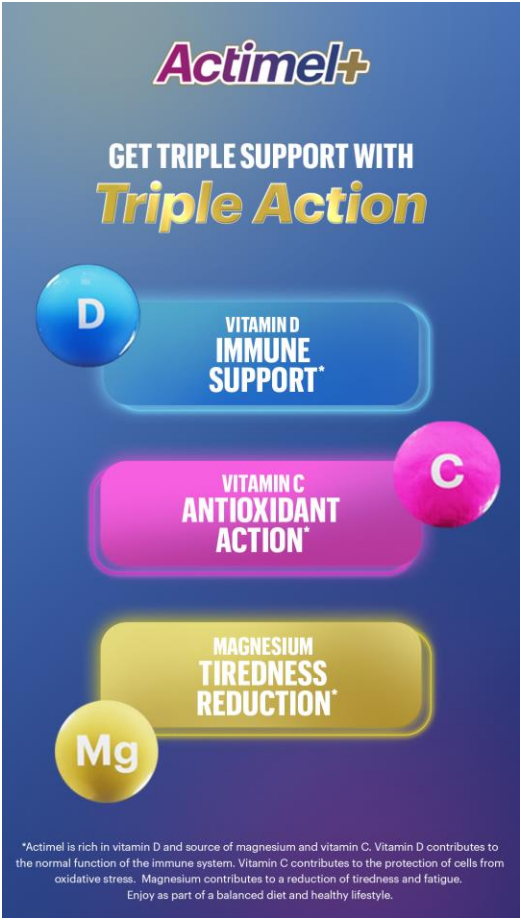 Actimel+
GET TRIPLE SUPPORT WITH
Triple Action
D
VITAMIN D
IMMUNE
SUPPORT*
C
VITAMIN C
ANTIOXIDANT
ACTION*
MAGNESIUM
TIREDNESS
REDUCTION*
Mg
*Actimel is rich in vitamin D and source of magnesium and vitamin C. Vitamin D contributes to
the normal function of the immune system. Vitamin C contributes to the protection of cells from
oxidative stress. Magnesium contributes to a reduction of tiredness and fatigue.
Enjoy as part of a balanced diet and healthy lifestyle.